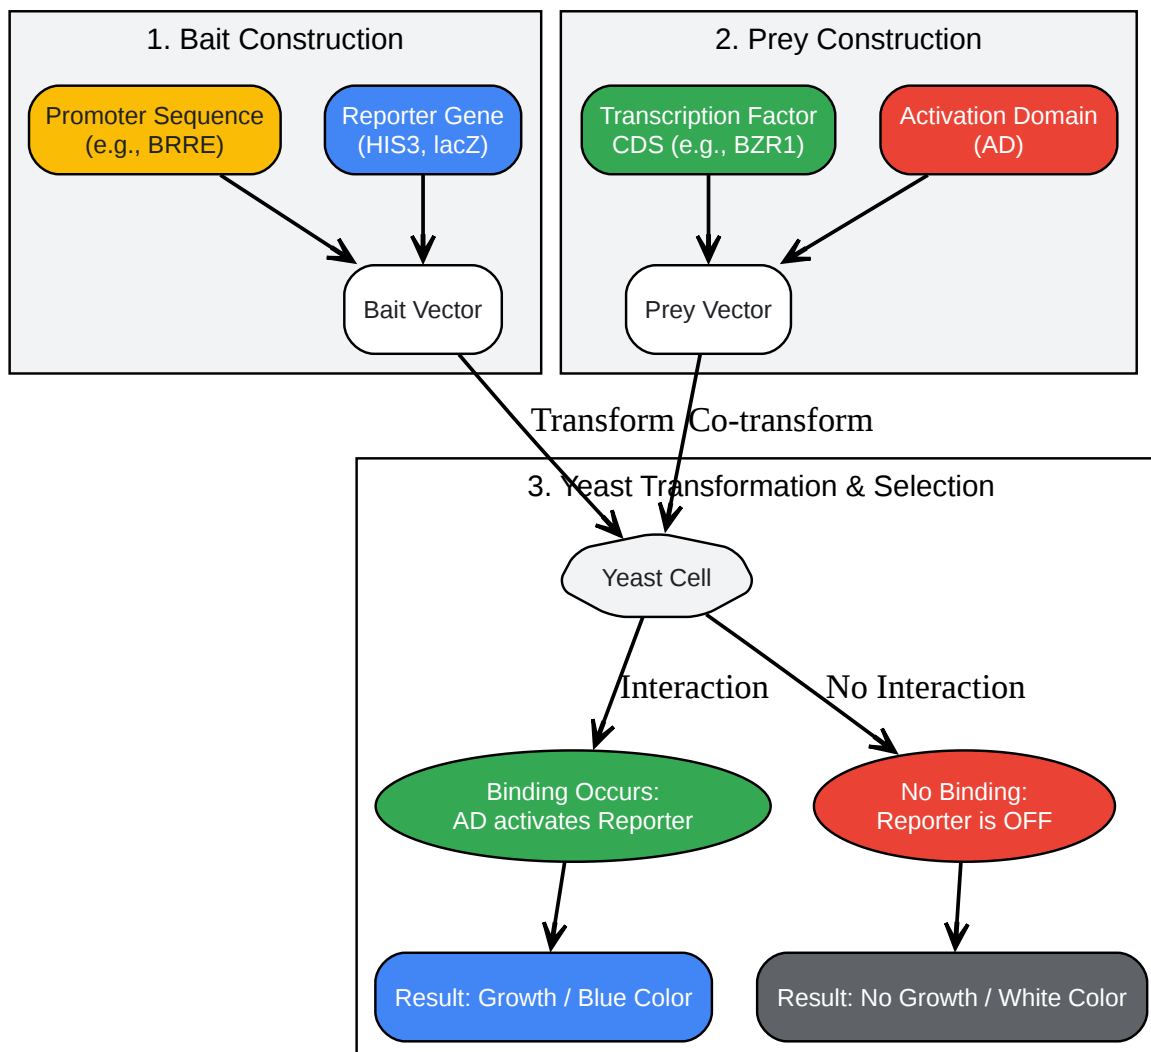 1. Bait Construction
Promoter Sequence
(e.g., BRRE)
Reporter Gene
(HIS3, lacZ)
Bait Vector
2. Prey Construction
Transcription Factor
CDS (e.g., BZR1)
Activation Domain
(AD)
Prey Vector
Transform
Co-transform
3. Yeast Transformation & Selection
Yeast Cell
Interaction
No Interaction
Binding Occurs:
AD activates Reporter
No Binding:
Reporter is OFF
Result: Growth / Blue Color
Result: No Growth / White Color